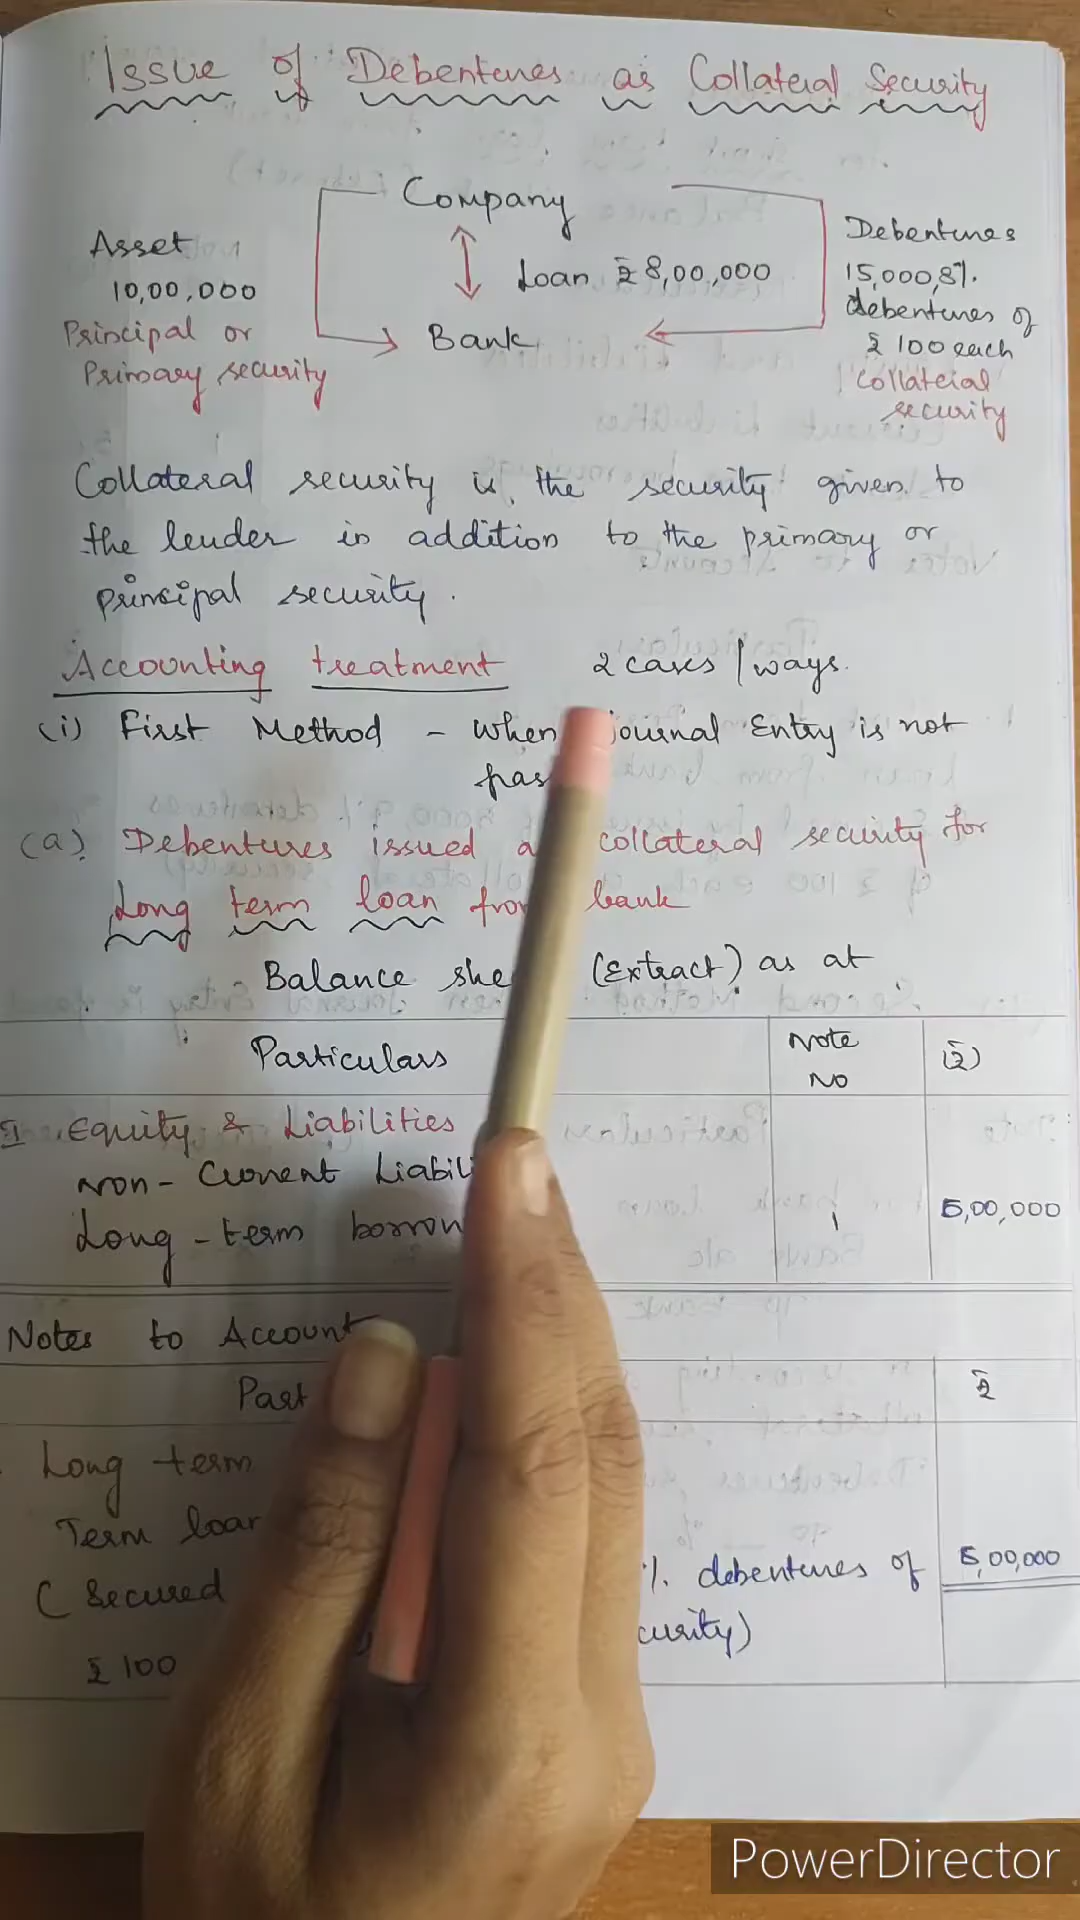 Issue of Debentures as Collateral Security
Company
Asset
10,00,000
Principal or
Primary security
Loan ₹ 8,00,000
Bank
Debentures
15,000, 8%
debentures of
₹ 100 each
Collateral
security
Collateral security is the security given to
the lender in addition to the primary or
principal security.
Accounting treatment 2 cases / ways.
(i) First Method - When Journal Entry is not
pas
(a). Debentures issued a collateral security for
Long term loan from bank
Balance she (Extract) as at
Particulars Note No (₹)
I Equity & Liabilities
Non - Current Liabili
Long - term borrow 1 5,00,000
Notes to Account
Part ₹
Long term
Term loan
( Secured % debentures of 5,00,000
₹ 100 curity)
PowerDirector